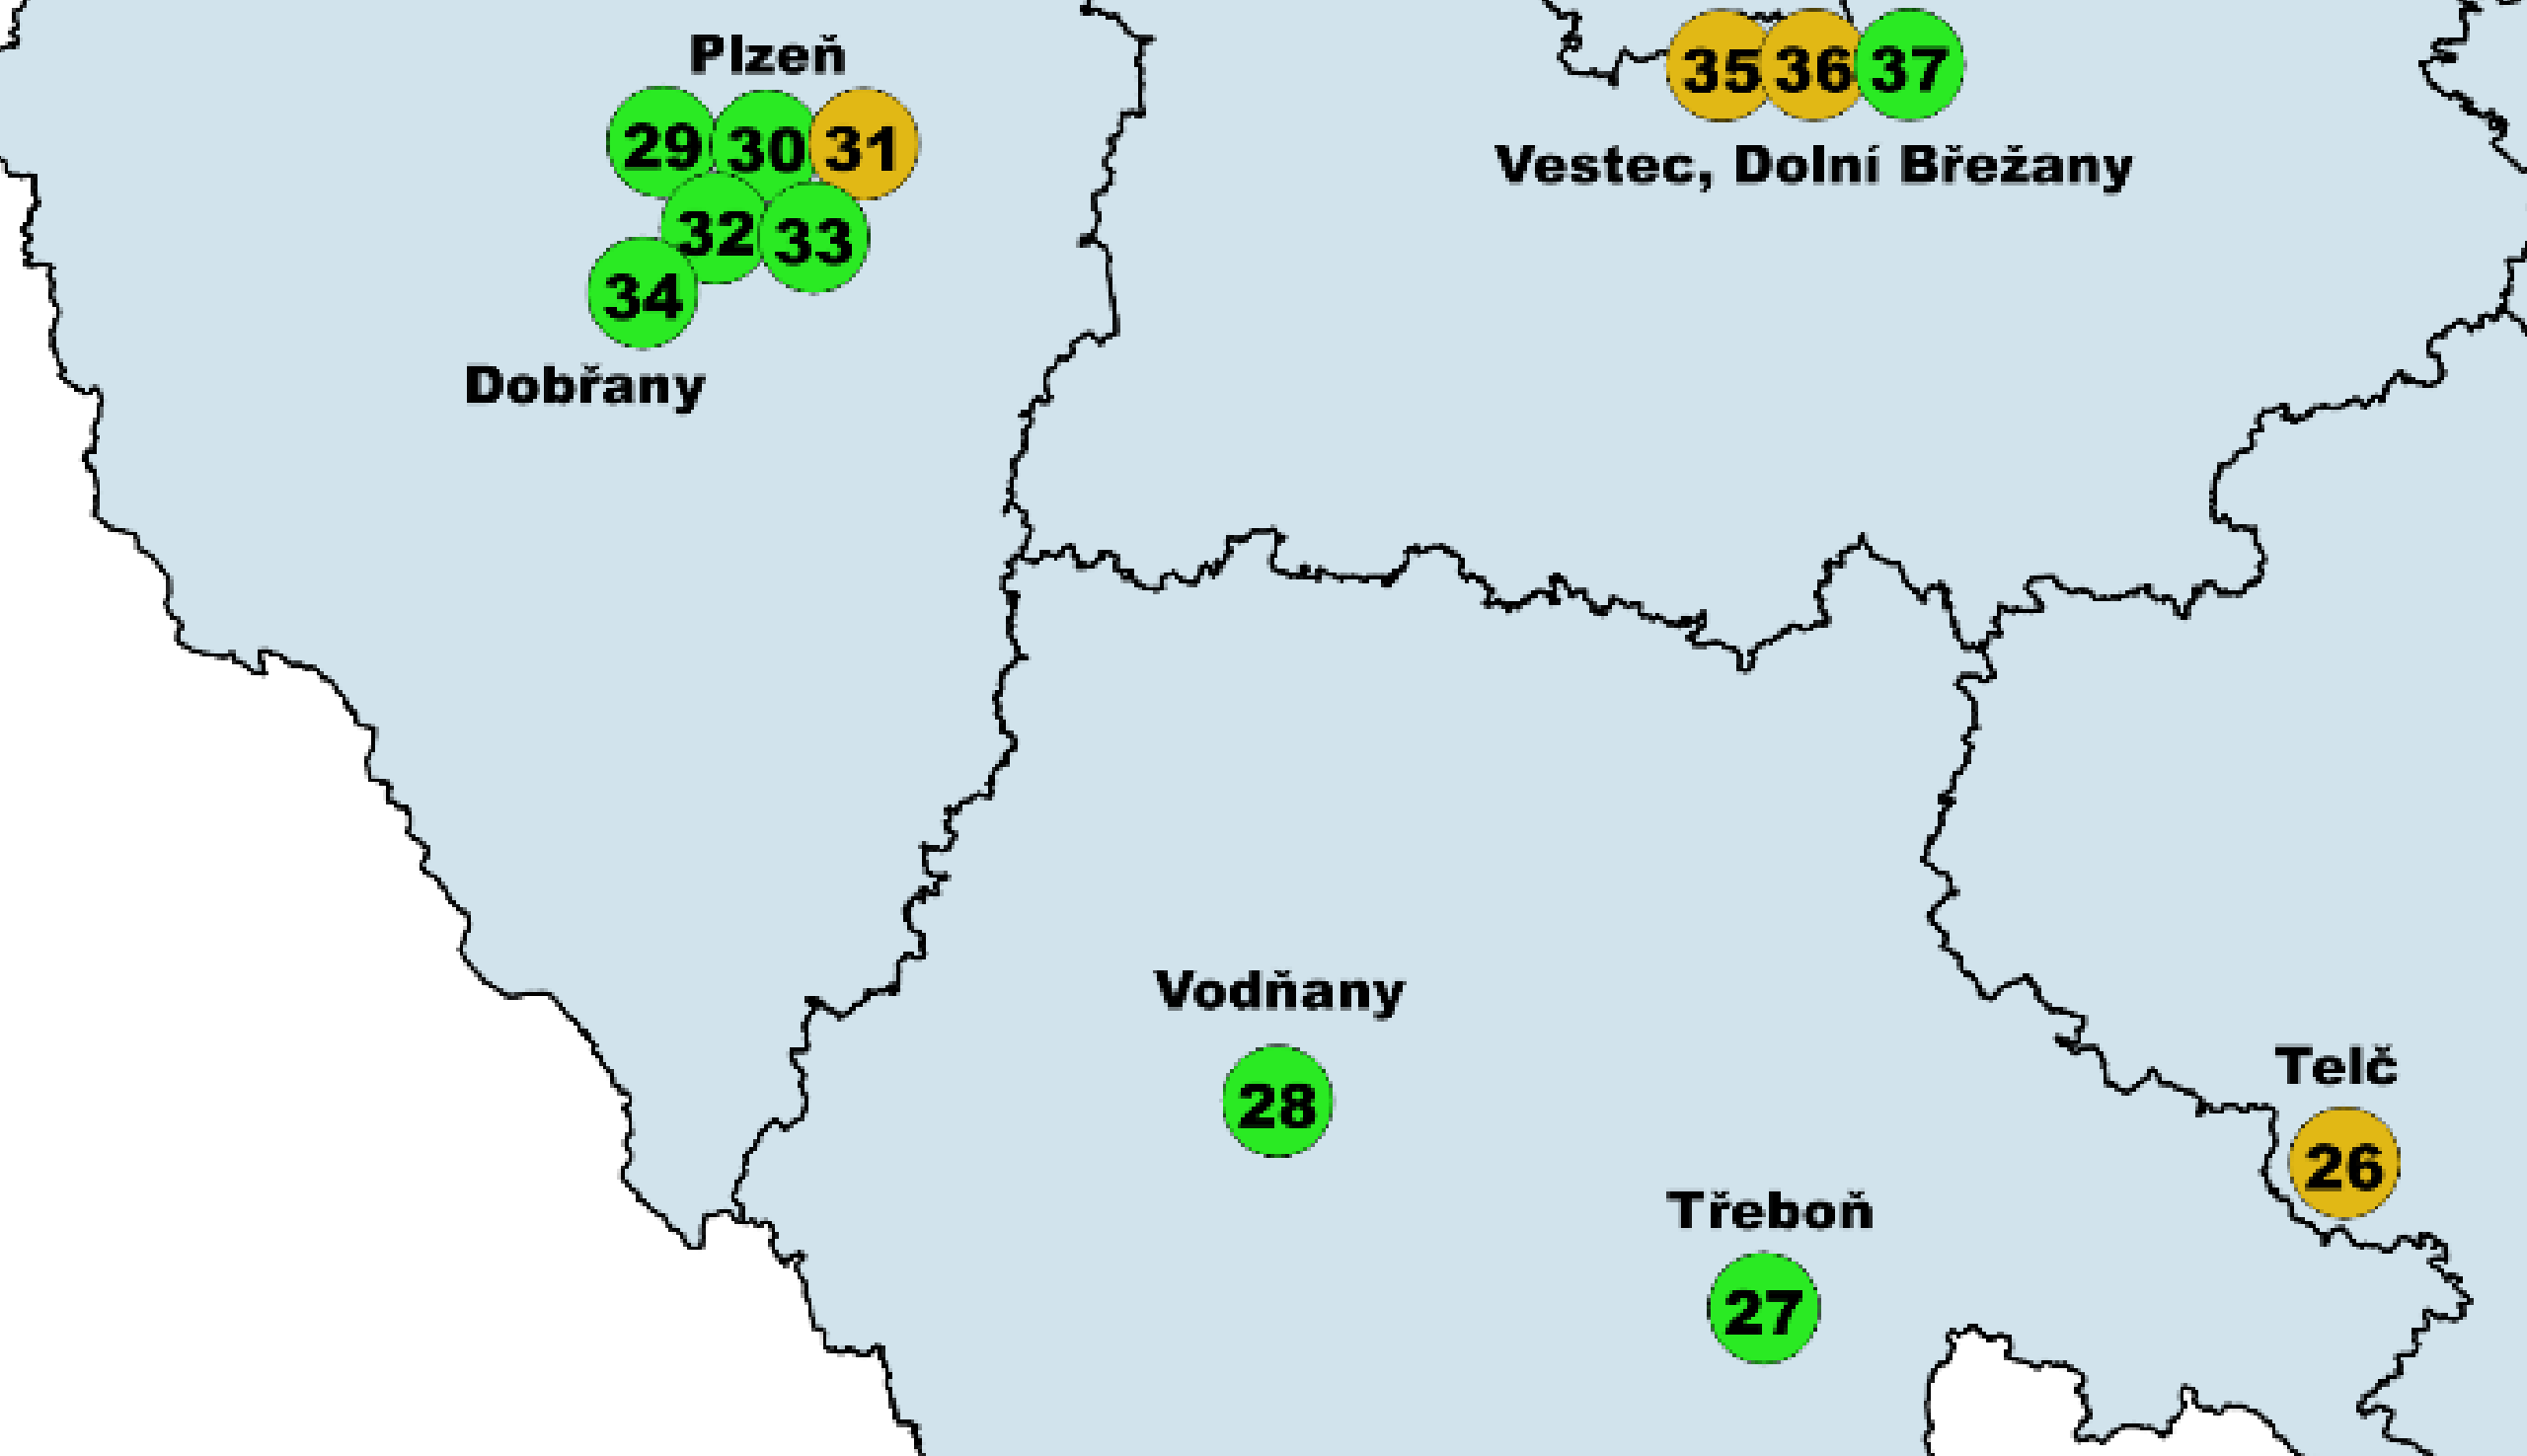 Plzeň
29 30 31
32 33
34
Dobřany
35 36 37
Vestec, Dolní Břežany
Vodňany
28
Telč
26
Třeboň
27